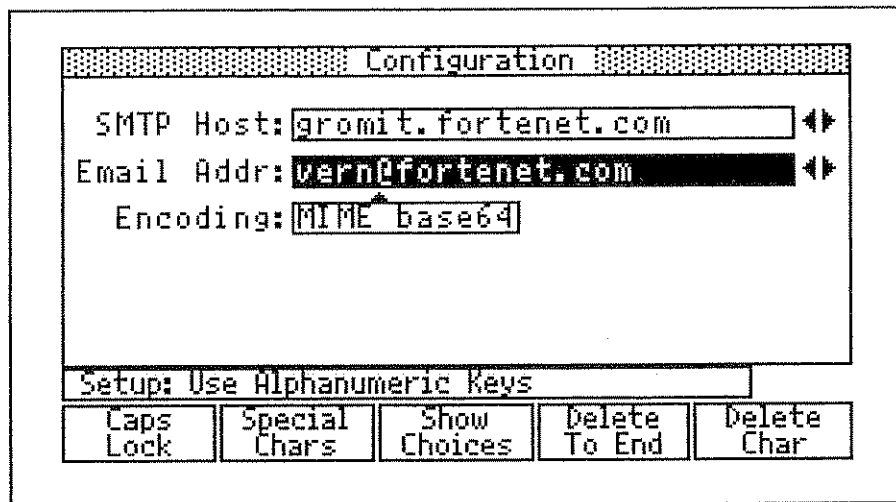 Configuration
SMTP Host: gromit.fortenet.com
Email Addr: vern@fortenet.com
Encoding: MIME base64
Setup: Use Alphanumeric Keys
Caps Lock
Special Chars
Show Choices
Delete To End
Delete Char